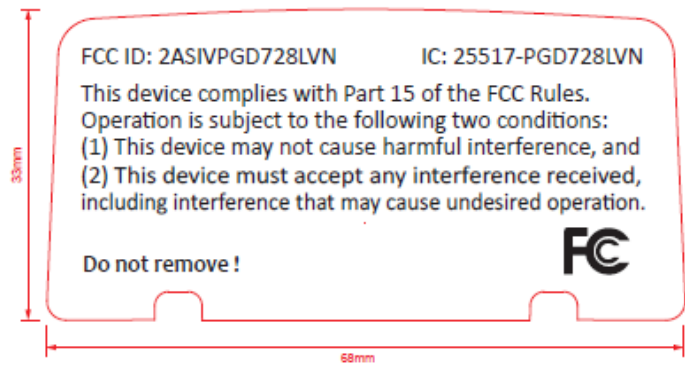 FCC ID: 2ASIVPGD728LVN IC: 25517-PGD728LVN
This device complies with Part 15 of the FCC Rules.
Operation is subject to the following two conditions:
(1) This device may not cause harmful interference, and
(2) This device must accept any interference received,
including interference that may cause undesired operation.
Do not remove !
FC
33mm
68mm